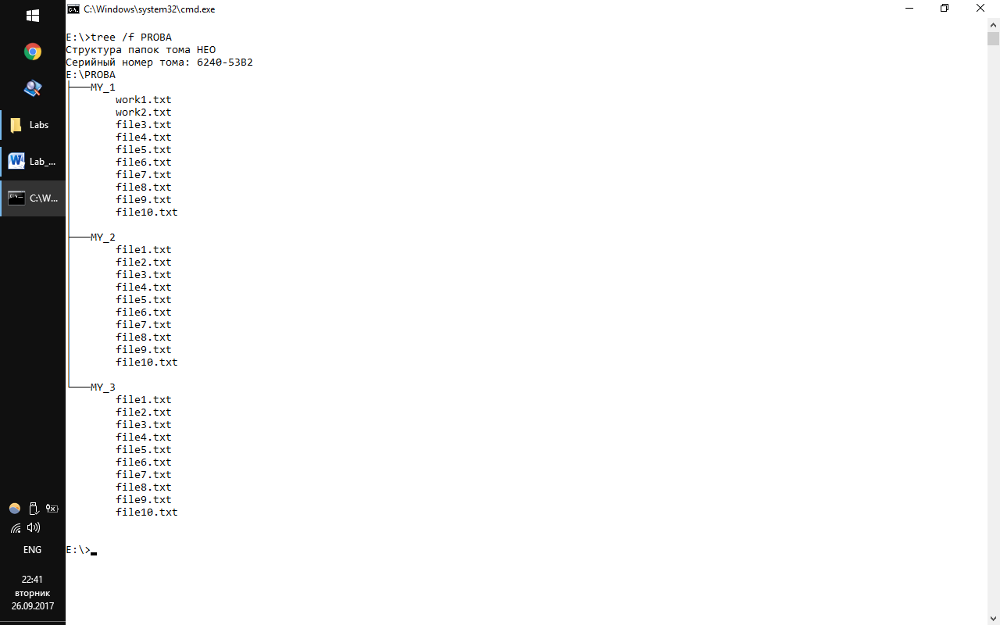 C:\Windows\system32\cmd.exe
E:\>tree /f PROBA
Структура папок тома НЕО
Серийный номер тома: 6240-53B2
E:\PROBA
├───MY_1
work1.txt
work2.txt
file3.txt
file4.txt
file5.txt
file6.txt
file7.txt
file8.txt
file9.txt
file10.txt
├───MY_2
file1.txt
file2.txt
file3.txt
file4.txt
file5.txt
file6.txt
file7.txt
file8.txt
file9.txt
file10.txt
└───MY_3
file1.txt
file2.txt
file3.txt
file4.txt
file5.txt
file6.txt
file7.txt
file8.txt
file9.txt
file10.txt
E:\>
Labs
Lab_...
C:\W...
ENG
22:41
вторник
26.09.2017